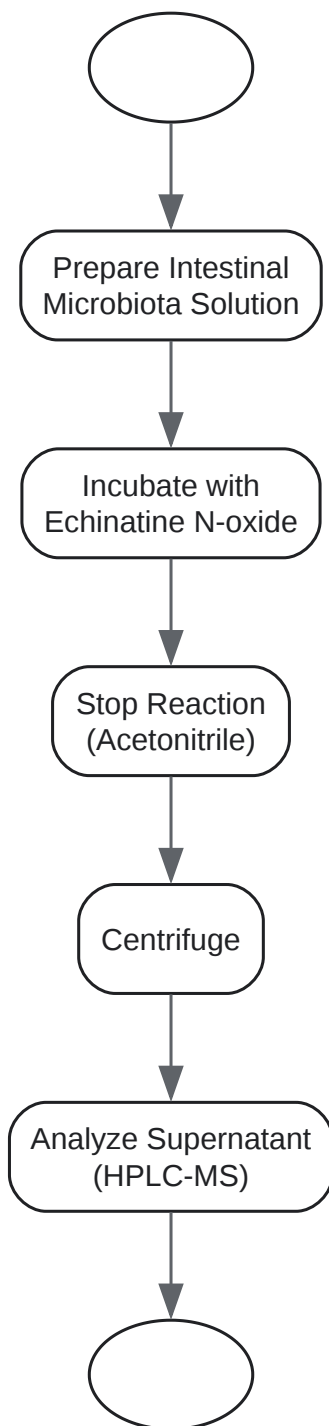 Prepare Intestinal
Microbiota Solution
Incubate with
Echinatine N-oxide
Stop Reaction
(Acetonitrile)
Centrifuge
Analyze Supernatant
(HPLC-MS)